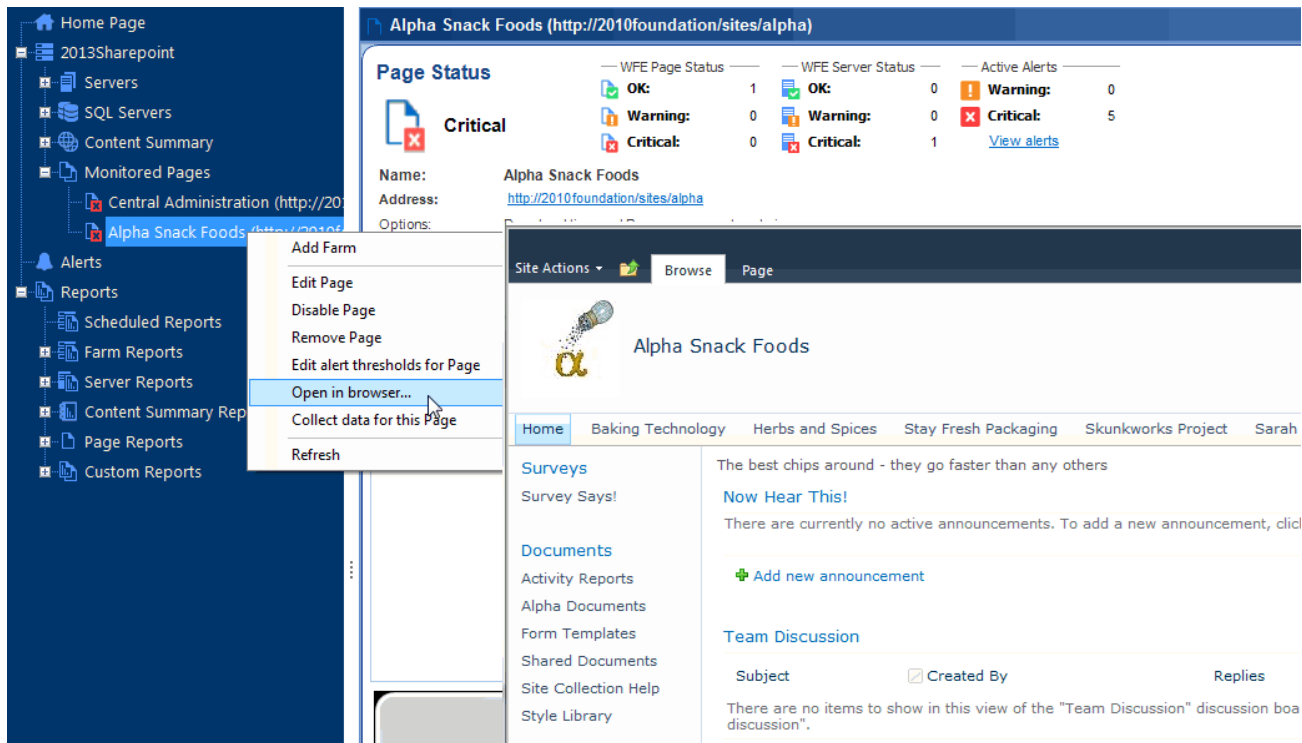 Home Page
2013Sharepoint
Servers
SQL Servers
Content Summary
Monitored Pages
Central Administration (http://20
Alpha Snack Foods (http://2010f
Alerts
Reports
Scheduled Reports
Farm Reports
Server Reports
Content Summary Rep
Page Reports
Custom Reports
Add Farm
Edit Page
Disable Page
Remove Page
Edit alert thresholds for Page
Open in browser...
Collect data for this Page
Refresh
Alpha Snack Foods (http://2010foundation/sites/alpha)
Page Status
Critical
WFE Page Status
OK: 1
Warning: 0
Critical: 0
WFE Server Status
OK: 0
Warning: 0
Critical: 1
Active Alerts
Warning: 0
Critical: 5
View alerts
Name: Alpha Snack Foods
Address: http://2010foundation/sites/alpha
Options:
Site Actions Browse Page
α
Alpha Snack Foods
Home Baking Technology Herbs and Spices Stay Fresh Packaging Skunkworks Project Sarah
Surveys
Survey Says!
Documents
Activity Reports
Alpha Documents
Form Templates
Shared Documents
Site Collection Help
Style Library
The best chips around - they go faster than any others
Now Hear This!
There are currently no active announcements. To add a new announcement, clic
Add new announcement
Team Discussion
Subject Created By Replies
There are no items to show in this view of the "Team Discussion" discussion boa
discussion".